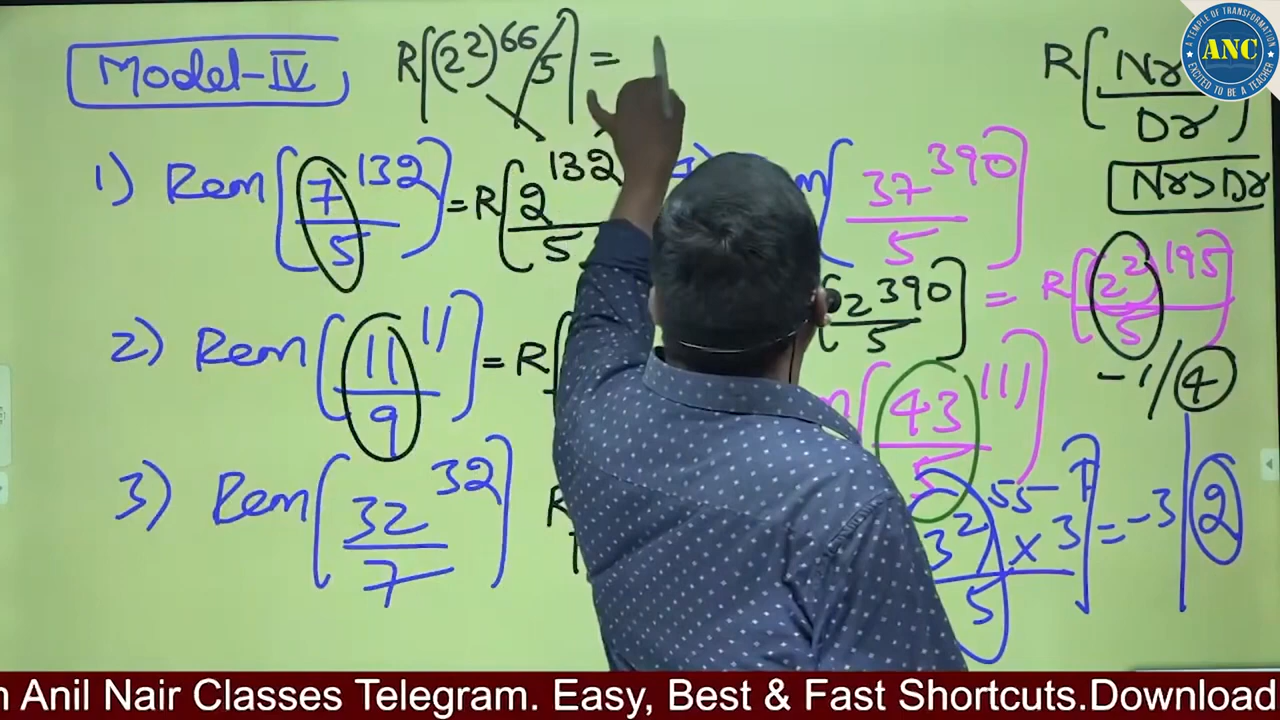 Model-IV
R[(2²)⁶⁶/5] =
1) Rem[7¹³²/5] = R[2¹³²/5
2) Rem[11¹¹/9] = R[
3) Rem[32³²/7]
37³⁹⁰/5]
2³⁹⁰/5] = R[(2²)¹⁹⁵/5]
-1/4
[43¹¹¹/5]
3²)⁵⁵ × 3/5] = -3 | 2
R[Nr/Dr]
Nr>Dr
A TEMPLE OF TRANSFORMATION
ANC
EXCITED TO BE A TEACHER
n Anil Nair Classes Telegram. Easy, Best & Fast Shortcuts.Download